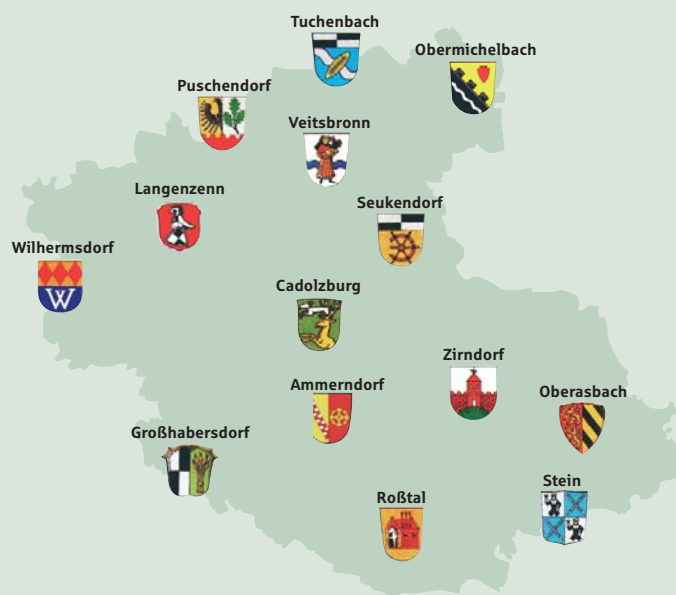 Tuchenbach
Obermichelbach
Puschendorf
Veitsbronn
Langenzenn
Seukendorf
Wilhermsdorf
W
Cadolzburg
Zirndorf
Ammerndorf
Oberasbach
Großhabersdorf
Stein
Roßtal